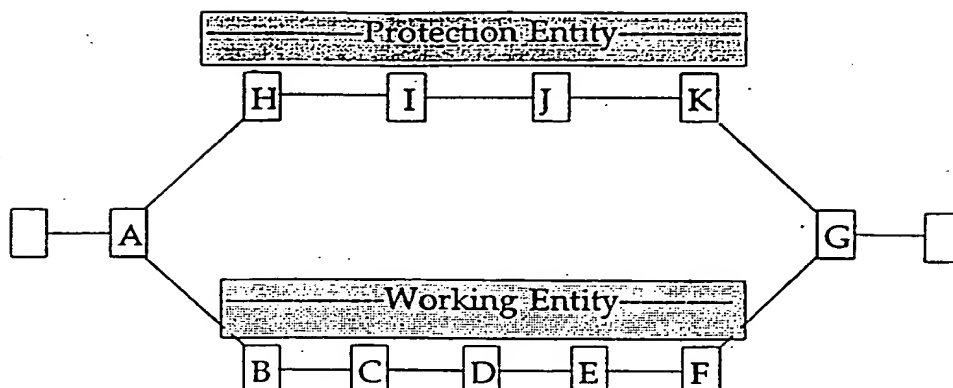 Protection Entity
H I J K
A G
Working Entity
B C D E F